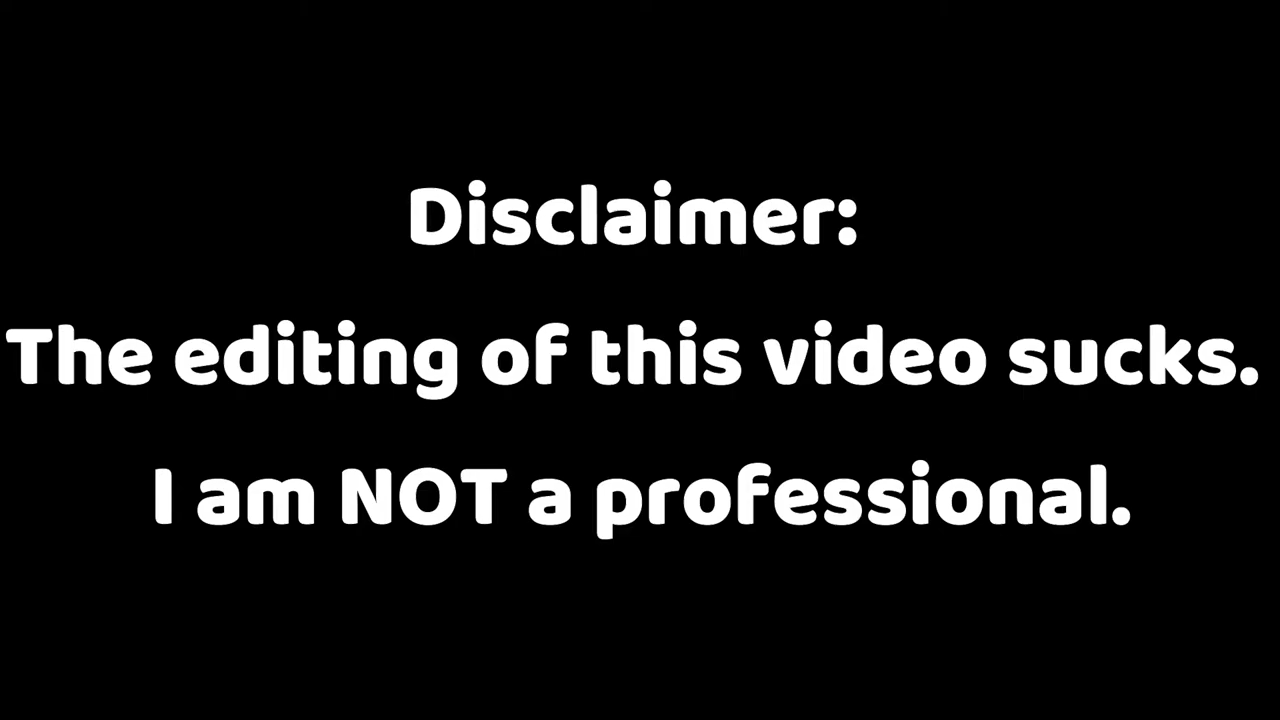 Disclaimer:
The editing of this video sucks.
I am NOT a professional.